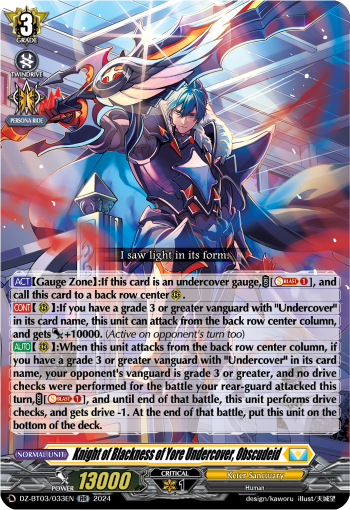 3
GRADE
TWINDRIVE
PERSONA RIDE
I saw light in its form.
ACT【Gauge Zone】:If this card is an undercover gauge, [BLAST 1], and
call this card to a back row center.
CONT【 】:If you have a grade 3 or greater vanguard with "Undercover"
in its card name, this unit can attack from the back row center column,
and gets +10000. (Active on opponent's turn too)
AUTO【 】:When this unit attacks from the back row center column, if
you have a grade 3 or greater vanguard with "Undercover" in its card
name, your opponent's vanguard is grade 3 or greater, and no drive
checks were performed for the battle your rear-guard attacked this
turn, [BLAST 1], and until end of that battle, this unit performs drive
checks, and gets drive -1. At the end of that battle, put this unit on the
bottom of the deck.
NORMAL UNIT
Knight of Blackness of Yore Undercover, Obscudeid
POWER 13000
CRITICAL
1
Keter Sanctuary
Human
DZ-BT03/033EN RR 2024
design/kaworu illust/天城望